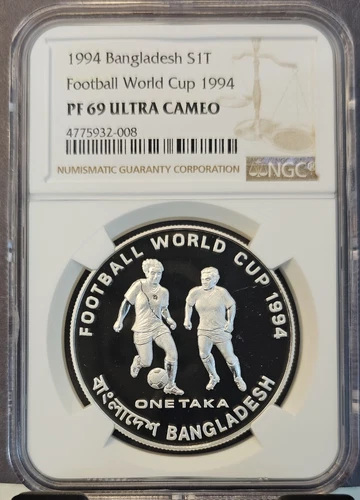 1994 Bangladesh S1T
Football World Cup 1994
PF 69 ULTRA CAMEO
4775932-008
NUMISMATIC GUARANTY CORPORATION
NGC
FOOTBALL WORLD CUP 1994
ONE TAKA
বাংলাদেশ BANGLADESH